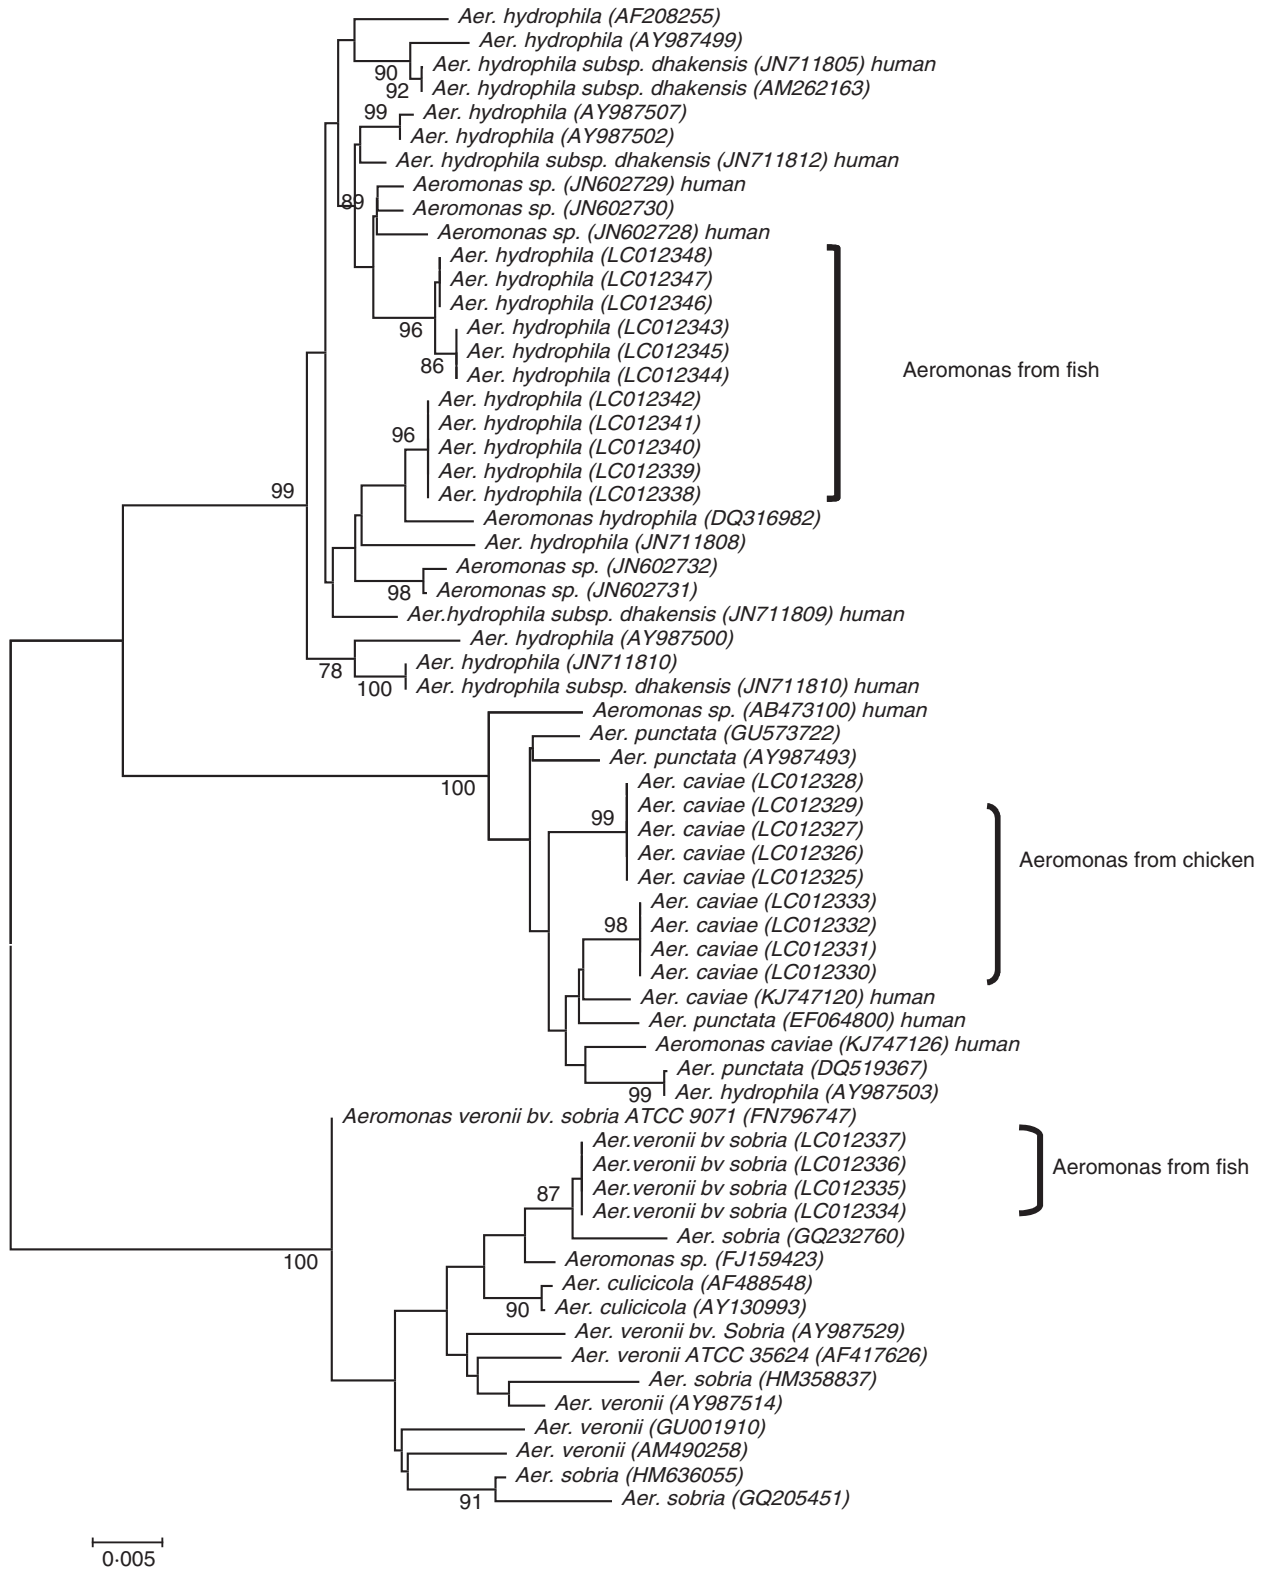 Aer. hydrophila (AF208255)
Aer. hydrophila (AY987499)
90
Aer. hydrophila subsp. dhakensis (JN711805) human
92
Aer. hydrophila subsp. dhakensis (AM262163)
99
Aer. hydrophila (AY987507)
Aer. hydrophila (AY987502)
Aer. hydrophila subsp. dhakensis (JN711812) human
Aeromonas sp. (JN602729) human
89
Aeromonas sp. (JN602730)
Aeromonas sp. (JN602728) human
Aer. hydrophila (LC012348)
Aer. hydrophila (LC012347)
Aer. hydrophila (LC012346)
96
Aer. hydrophila (LC012343)
Aer. hydrophila (LC012345)
86
Aer. hydrophila (LC012344)
Aeromonas from fish
Aer. hydrophila (LC012342)
Aer. hydrophila (LC012341)
96
Aer. hydrophila (LC012340)
Aer. hydrophila (LC012339)
Aer. hydrophila (LC012338)
99
Aeromonas hydrophila (DQ316982)
Aer. hydrophila (JN711808)
Aeromonas sp. (JN602732)
98
Aeromonas sp. (JN602731)
Aer.hydrophila subsp. dhakensis (JN711809) human
Aer. hydrophila (AY987500)
78
Aer. hydrophila (JN711810)
100
Aer. hydrophila subsp. dhakensis (JN711810) human
Aeromonas sp. (AB473100) human
Aer. punctata (GU573722)
Aer. punctata (AY987493)
100
Aer. caviae (LC012328)
Aer. caviae (LC012329)
99
Aer. caviae (LC012327)
Aer. caviae (LC012326)
Aeromonas from chicken
Aer. caviae (LC012325)
Aer. caviae (LC012333)
98
Aer. caviae (LC012332)
Aer. caviae (LC012331)
Aer. caviae (LC012330)
Aer. caviae (KJ747120) human
Aer. punctata (EF064800) human
Aeromonas caviae (KJ747126) human
Aer. punctata (DQ519367)
99
Aer. hydrophila (AY987503)
Aeromonas veronii bv. sobria ATCC 9071 (FN796747)
Aer.veronii bv sobria (LC012337)
Aer.veronii bv sobria (LC012336)
Aeromonas from fish
87
Aer.veronii bv sobria (LC012335)
Aer.veronii bv sobria (LC012334)
Aer. sobria (GQ232760)
100
Aeromonas sp. (FJ159423)
Aer. culicicola (AF488548)
90
Aer. culicicola (AY130993)
Aer. veronii bv. Sobria (AY987529)
Aer. veronii ATCC 35624 (AF417626)
Aer. sobria (HM358837)
Aer. veronii (AY987514)
Aer. veronii (GU001910)
Aer. veronii (AM490258)
Aer. sobria (HM636055)
91
Aer. sobria (GQ205451)
0·005